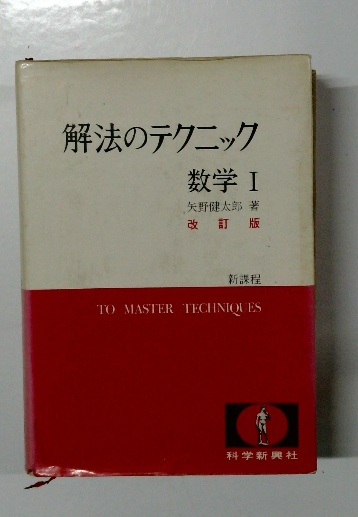 解法のテクニック
数学 I
矢野健太郎 著
改訂版
新課程
TO MASTER TECHNIQUES
科学新興社